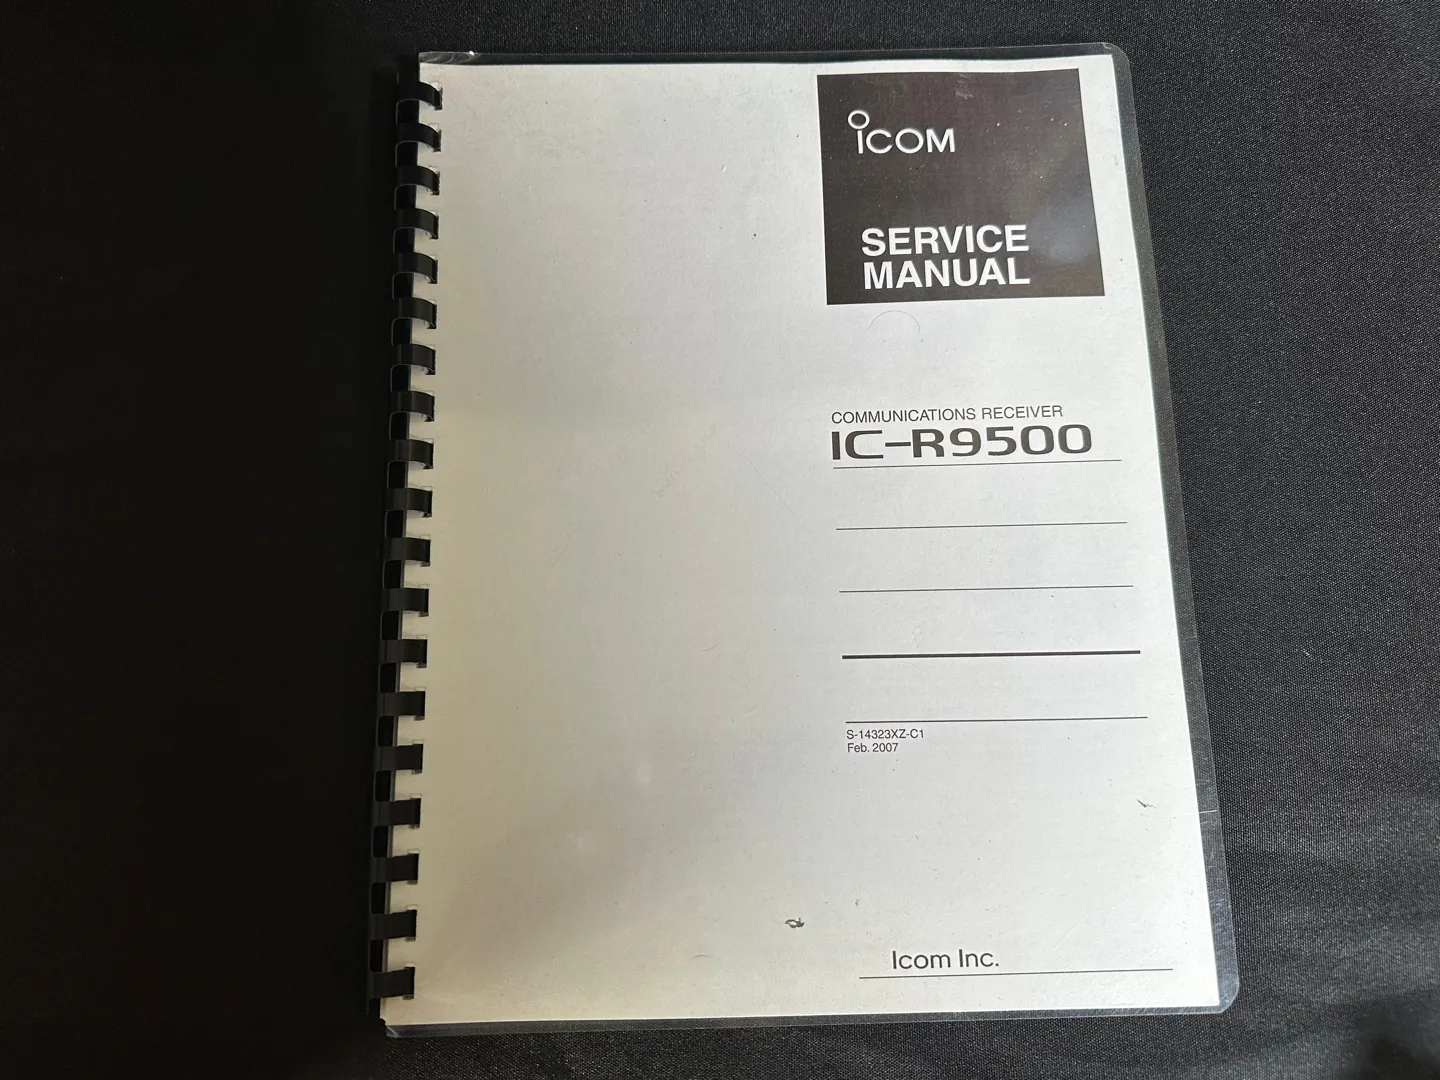 iCOM
SERVICE
MANUAL
COMMUNICATIONS RECEIVER
IC-R9500
S-14323XZ-C1
Feb. 2007
Icom Inc.